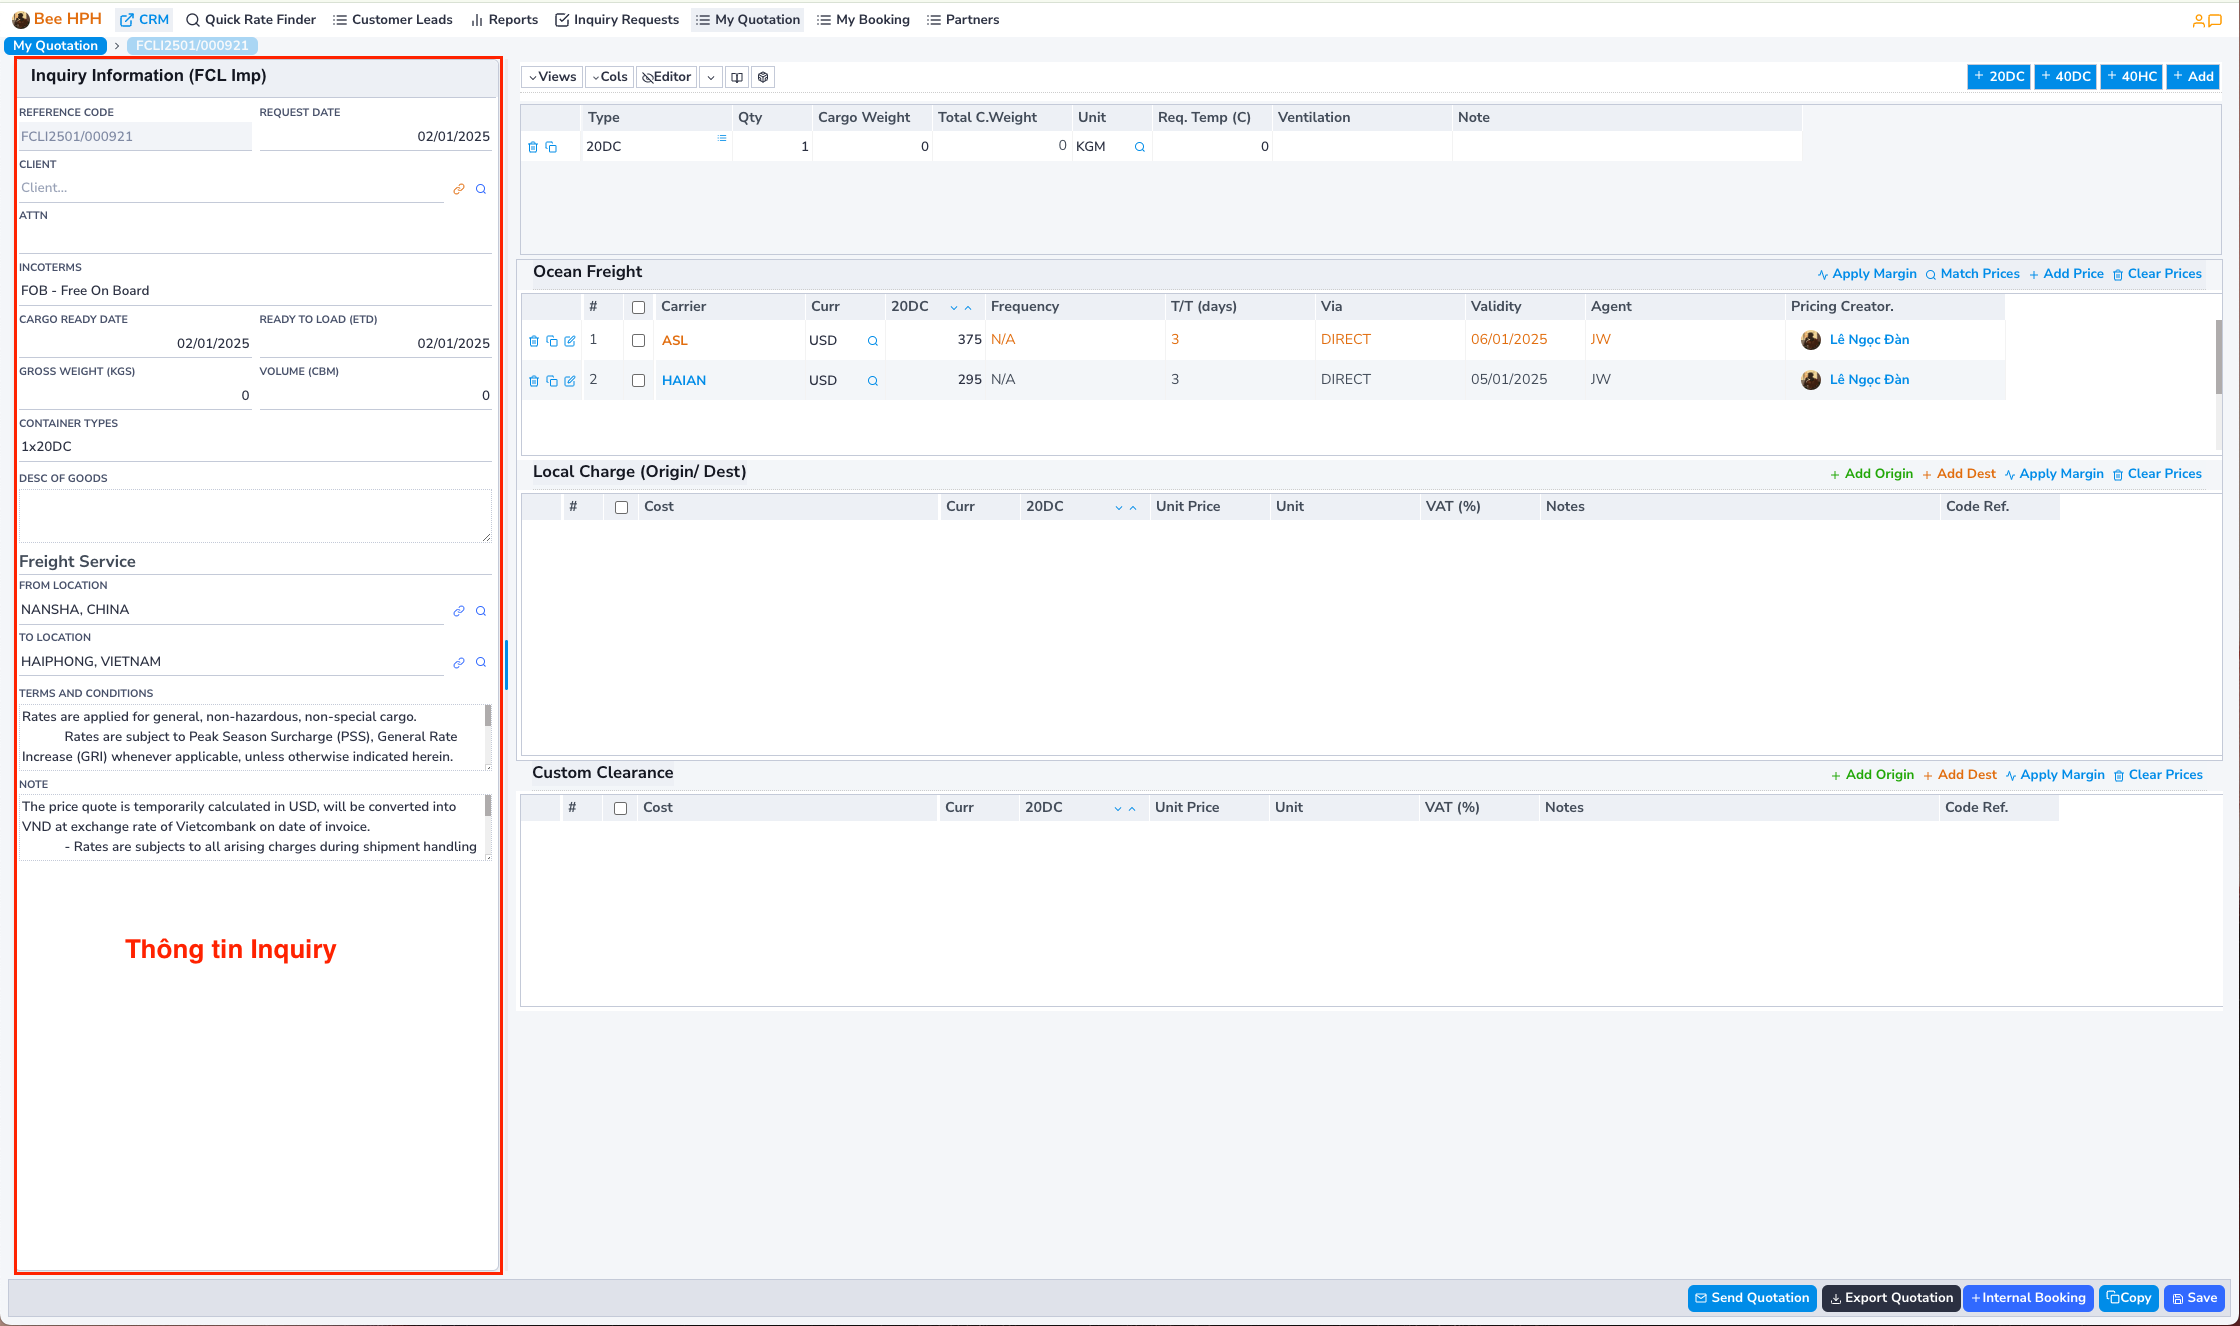 Bee HPH CRM Quick Rate Finder Customer Leads Reports Inquiry Requests My Quotation My Booking Partners
My Quotation > FCLI2501/000921
Inquiry Information (FCL Imp)
REFERENCE CODE REQUEST DATE
FCLI2501/000921 02/01/2025
CLIENT
Client...
ATTN
INCOTERMS
FOB - Free On Board
CARGO READY DATE READY TO LOAD (ETD)
02/01/2025 02/01/2025
GROSS WEIGHT (KGS) VOLUME (CBM)
0 0
CONTAINER TYPES
1x20DC
DESC OF GOODS
Freight Service
FROM LOCATION
NANSHA, CHINA
TO LOCATION
HAIPHONG, VIETNAM
TERMS AND CONDITIONS
Rates are applied for general, non-hazardous, non-special cargo.
Rates are subject to Peak Season Surcharge (PSS), General Rate
Increase (GRI) whenever applicable, unless otherwise indicated herein.
NOTE
The price quote is temporarily calculated in USD, will be converted into
VND at exchange rate of Vietcombank on date of invoice.
- Rates are subjects to all arising charges during shipment handling
Thông tin Inquiry
Views Cols Editor + 20DC + 40DC + 40HC + Add
Type Qty Cargo Weight Total C.Weight Unit Req. Temp (C) Ventilation Note
20DC 1 0 0 KGM 0
Ocean Freight Apply Margin Match Prices + Add Price Clear Prices
# Carrier Curr 20DC Frequency T/T (days) Via Validity Agent Pricing Creator.
1 ASL USD 375 N/A 3 DIRECT 06/01/2025 JW Lê Ngọc Đàn
2 HAIAN USD 295 N/A 3 DIRECT 05/01/2025 JW Lê Ngọc Đàn
Local Charge (Origin/ Dest) + Add Origin + Add Dest Apply Margin Clear Prices
# Cost Curr 20DC Unit Price Unit VAT (%) Notes Code Ref.
Custom Clearance + Add Origin + Add Dest Apply Margin Clear Prices
# Cost Curr 20DC Unit Price Unit VAT (%) Notes Code Ref.
Send Quotation Export Quotation +Internal Booking Copy Save